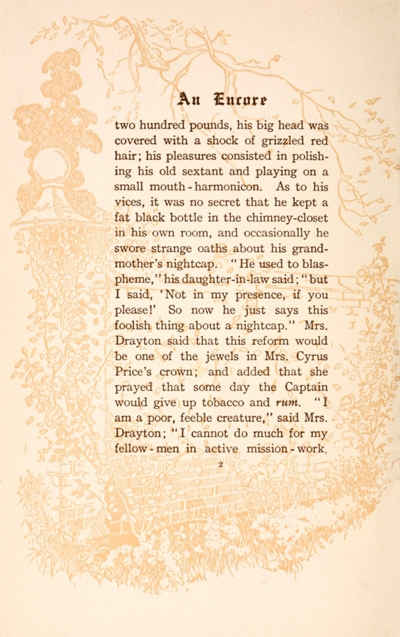 An Encore
two hundred pounds, his big head was
covered with a shock of grizzled red
hair; his pleasures consisted in polish-
ing his old sextant and playing on a
small mouth-harmonicon. As to his
vices, it was no secret that he kept a
fat black bottle in the chimney-closet
in his own room, and occasionally he
swore strange oaths about his grand-
mother's nightcap. "He used to blas-
pheme," his daughter-in-law said; "but
I said, 'Not in my presence, if you
please!' So now he just says this
foolish thing about a nightcap." Mrs.
Drayton said that this reform would
be one of the jewels in Mrs. Cyrus
Price's crown; and added that she
prayed that some day the Captain
would give up tobacco and rum. "I
am a poor, feeble creature," said Mrs.
Drayton; "I cannot do much for my
fellow-men in active mission-work,
2